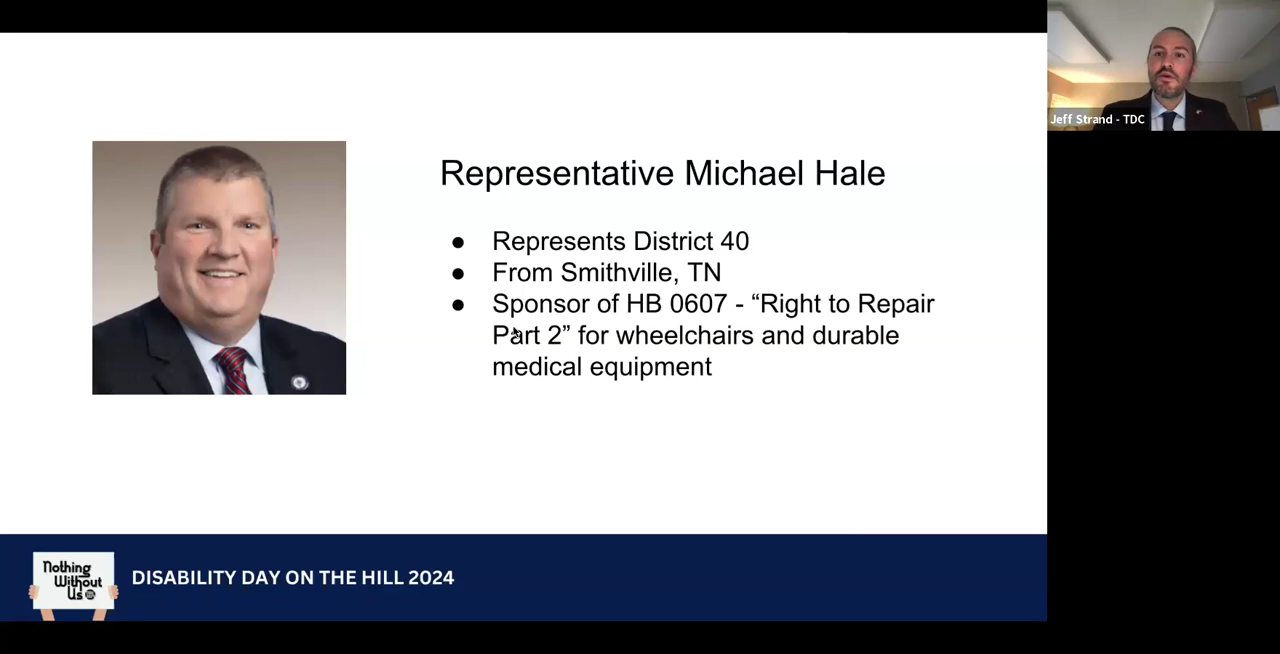 Jeff Strand - TDC
Representative Michael Hale
● Represents District 40
● From Smithville, TN
● Sponsor of HB 0607 - “Right to Repair
Part 2” for wheelchairs and durable
medical equipment
Nothing
Without
Us
DISABILITY DAY ON THE HILL 2024